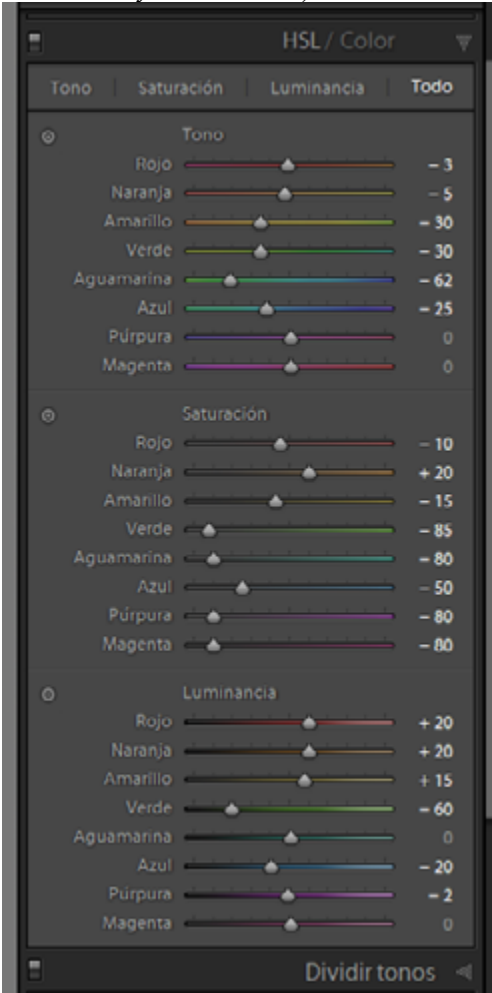 HSL / Color
Tono Saturación Luminancia Todo
Tono
Rojo – 3
Naranja – 5
Amarillo – 30
Verde – 30
Aguamarina – 62
Azul – 25
Púrpura 0
Magenta 0
Saturación
Rojo – 10
Naranja + 20
Amarillo – 15
Verde – 85
Aguamarina – 80
Azul – 50
Púrpura – 80
Magenta – 80
Luminancia
Rojo + 20
Naranja + 20
Amarillo + 15
Verde – 60
Aguamarina 0
Azul – 20
Púrpura – 2
Magenta 0
Dividir tonos